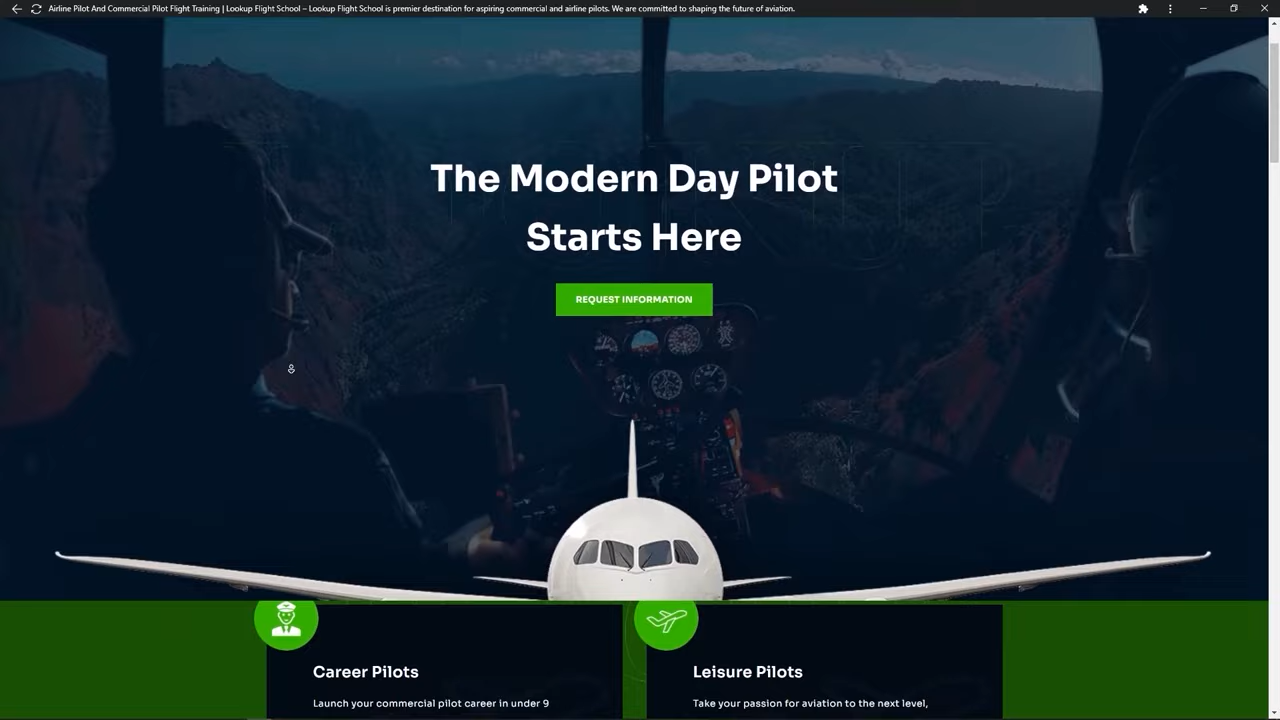 Airline Pilot And Commercial Pilot Flight Training | Lookup Flight School – Lookup Flight School is premier destination for aspiring commercial and airline pilots. We are committed to shaping the future of aviation.
The Modern Day Pilot
Starts Here
REQUEST INFORMATION
Career Pilots
Launch your commercial pilot career in under 9
Leisure Pilots
Take your passion for aviation to the next level,